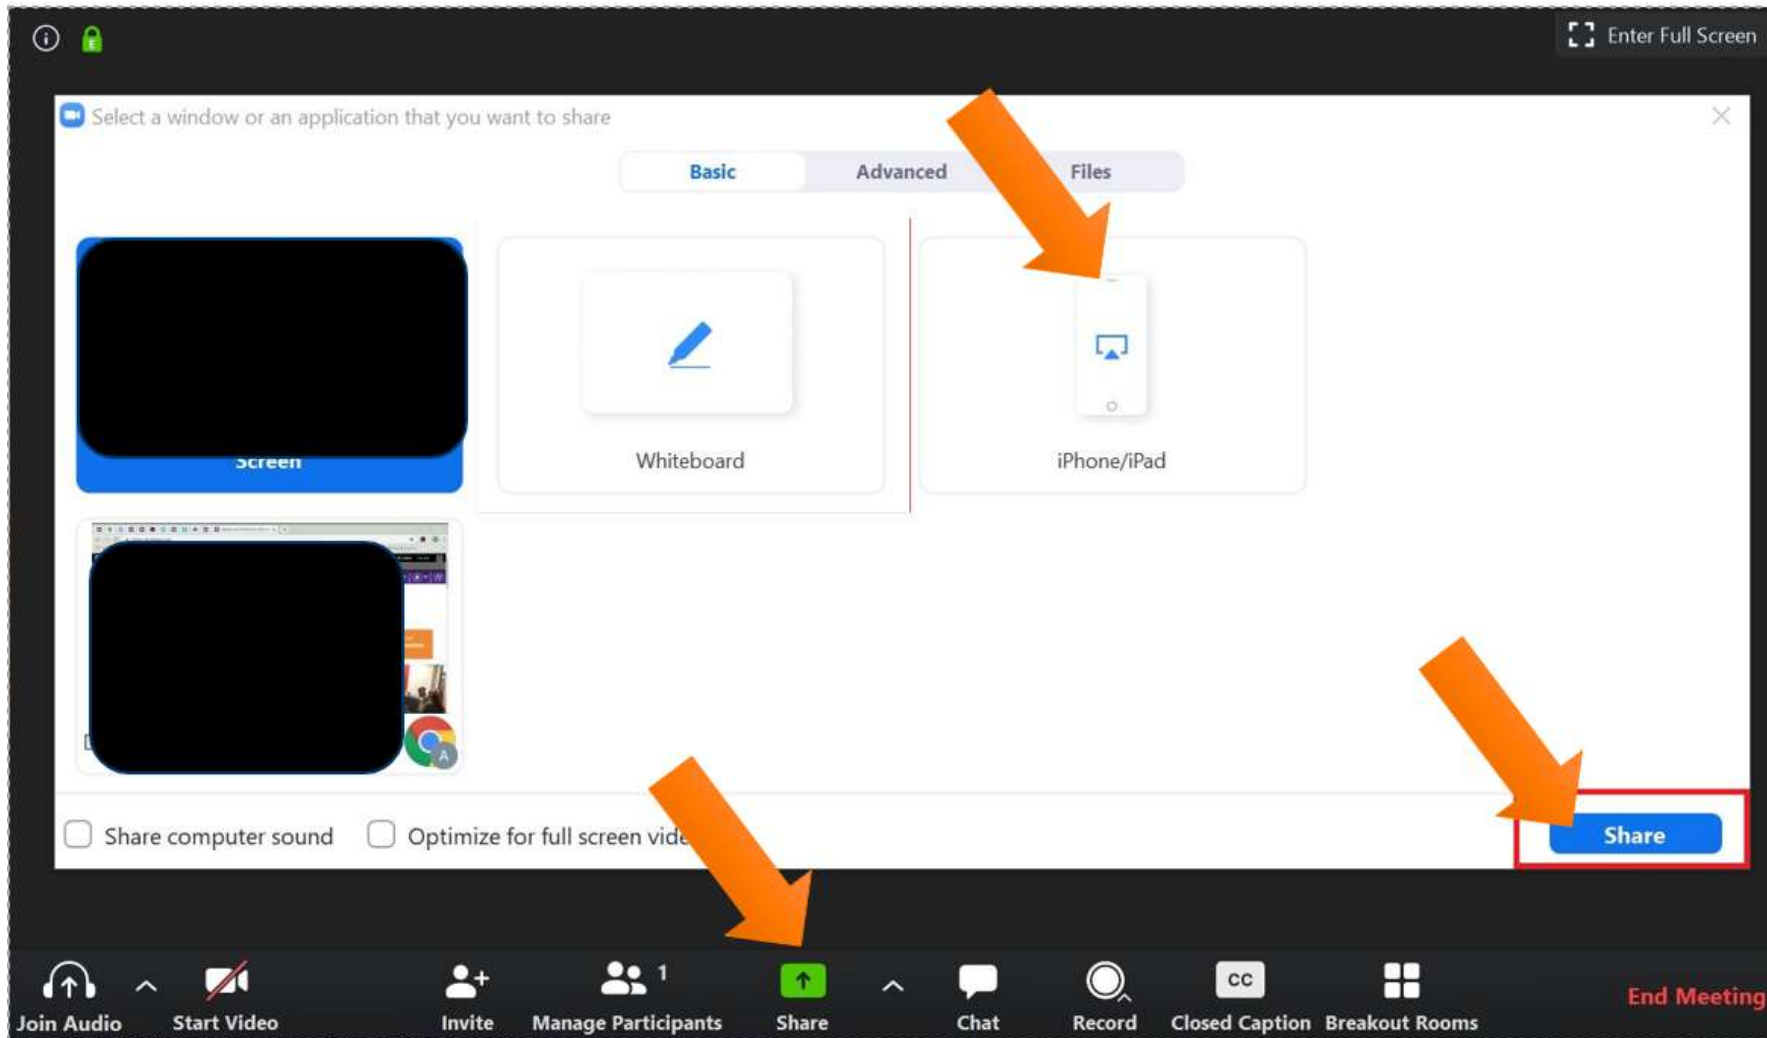 E
Enter Full Screen
Select a window or an application that you want to share
Basic Advanced Files
Screen
Whiteboard
iPhone/iPad
A
Share computer sound
Optimize for full screen vide
Share
1
CC
Join Audio
Start Video
Invite
Manage Participants
Share
Chat
Record
Closed Caption
Breakout Rooms
End Meeting